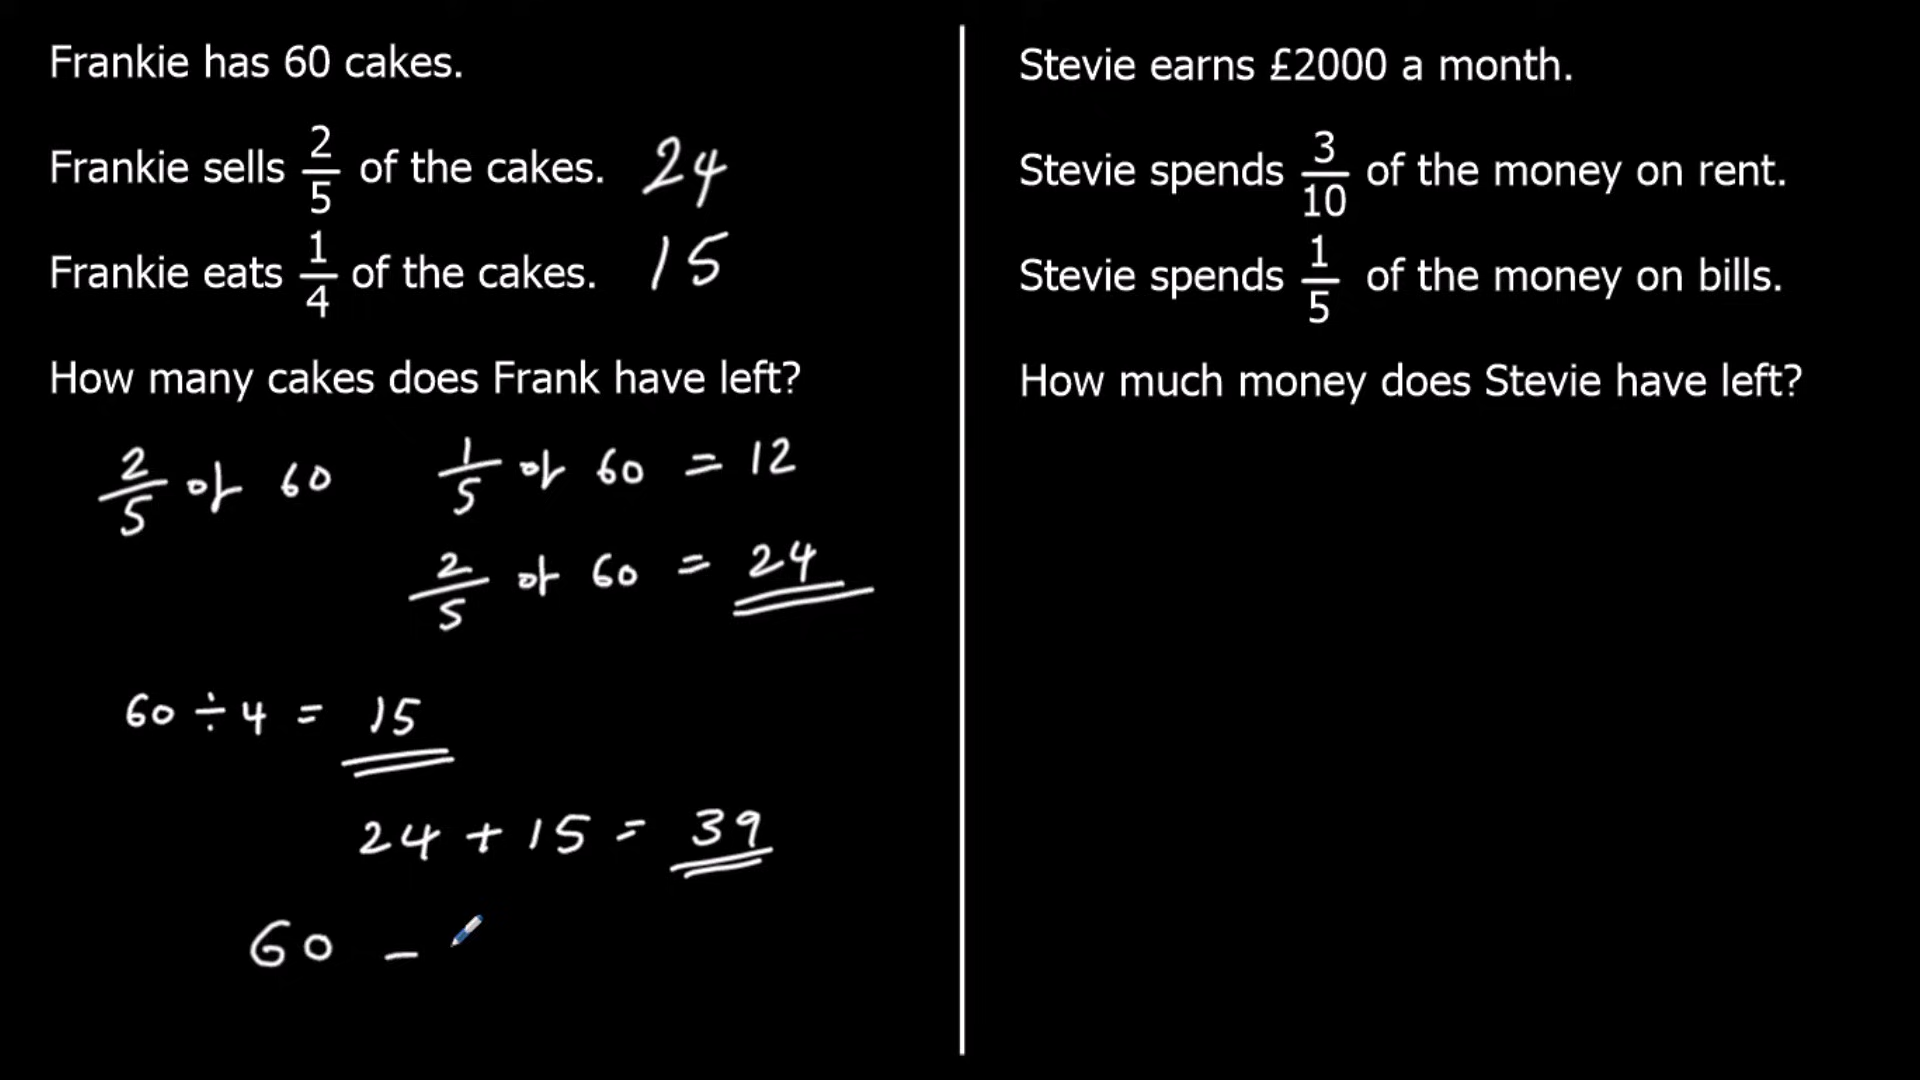 Frankie has 60 cakes.
Frankie sells 2/5 of the cakes. 24
Frankie eats 1/4 of the cakes. 15
How many cakes does Frank have left?
2/5 of 60
1/5 of 60 = 12
2/5 of 60 = 24
60 ÷ 4 = 15
24 + 15 = 39
60 -
Stevie earns £2000 a month.
Stevie spends 3/10 of the money on rent.
Stevie spends 1/5 of the money on bills.
How much money does Stevie have left?